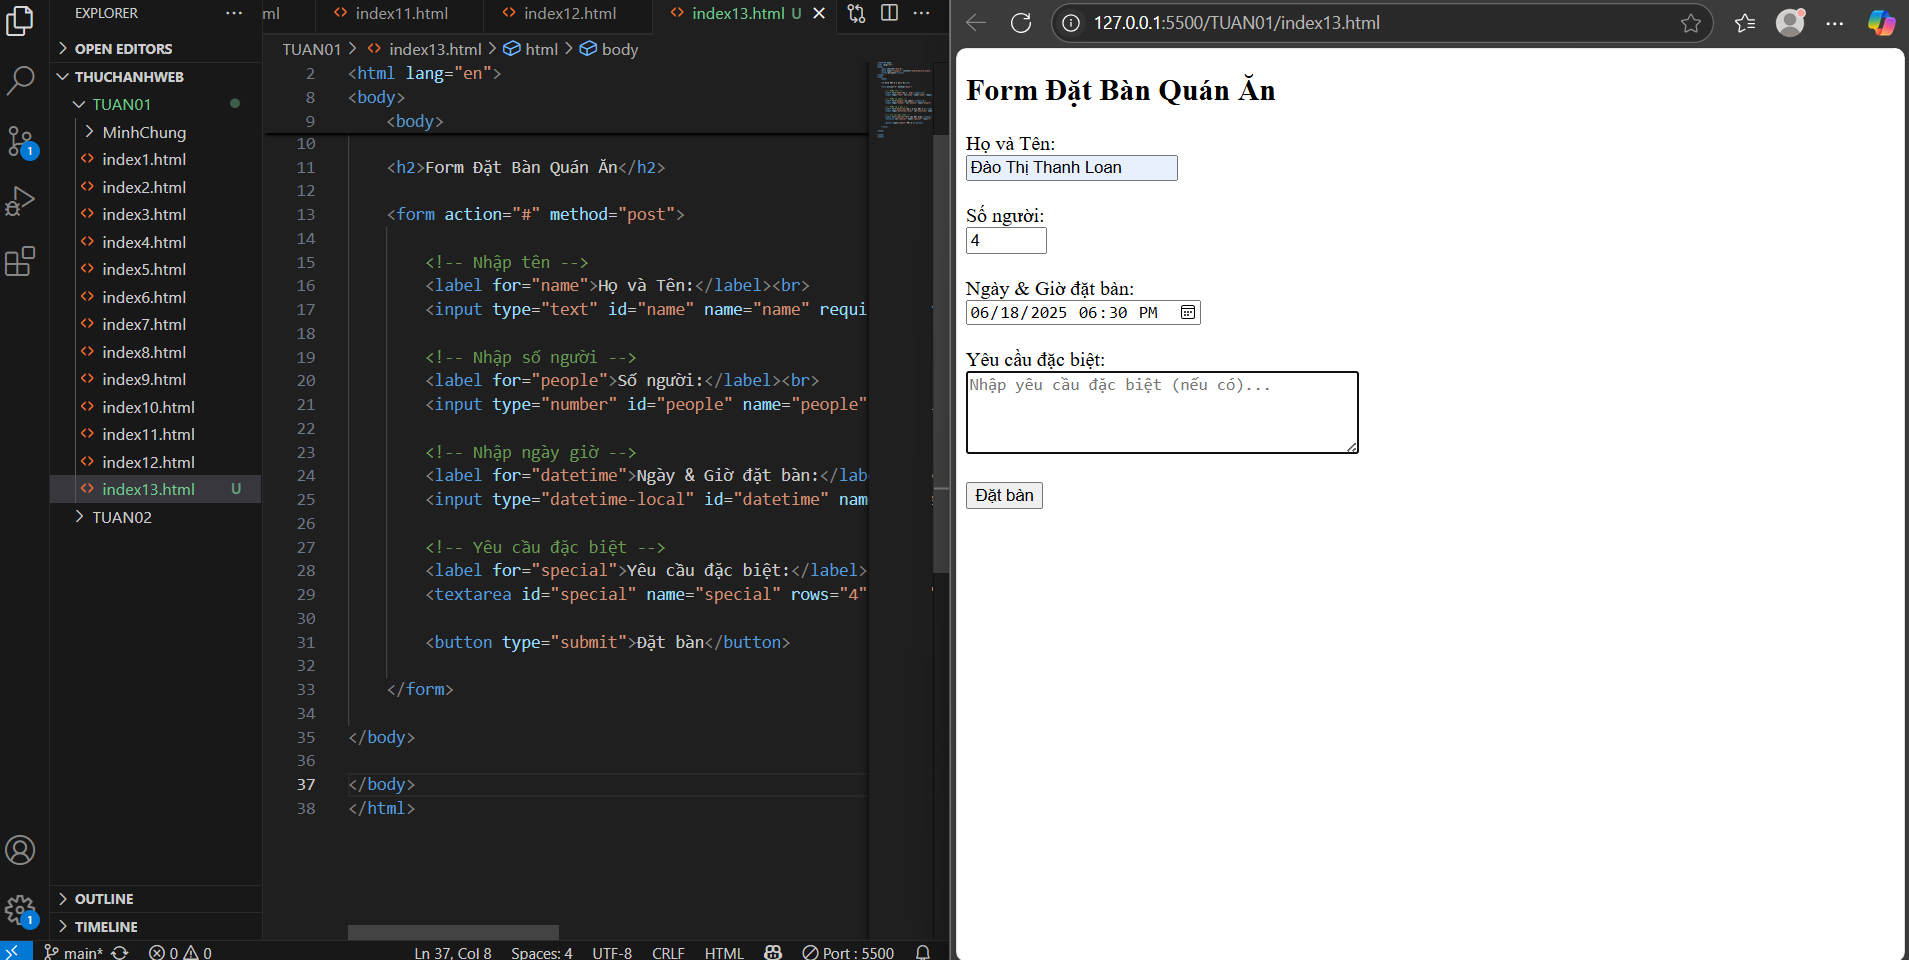 EXPLORER
OPEN EDITORS
THUCHANHWEB
TUAN01
MinhChung
index1.html
index2.html
index3.html
index4.html
index5.html
index6.html
index7.html
index8.html
index9.html
index10.html
index11.html
index12.html
index13.html U
TUAN02
OUTLINE
TIMELINE
1
1
ml
index11.html
index12.html
index13.html U
TUAN01 > index13.html > html > body
2 <html lang="en">
8 <body>
9 <body>
10
11 <h2>Form Đặt Bàn Quán Ăn</h2>
12
13 <form action="#" method="post">
14
15 <!-- Nhập tên -->
16 <label for="name">Họ và Tên:</label><br>
17 <input type="text" id="name" name="name" requi
18
19 <!-- Nhập số người -->
20 <label for="people">Số người:</label><br>
21 <input type="number" id="people" name="people"
22
23 <!-- Nhập ngày giờ -->
24 <label for="datetime">Ngày & Giờ đặt bàn:</lab
25 <input type="datetime-local" id="datetime" nam
26
27 <!-- Yêu cầu đặc biệt -->
28 <label for="special">Yêu cầu đặc biệt:</label>
29 <textarea id="special" name="special" rows="4"
30
31 <button type="submit">Đặt bàn</button>
32
33 </form>
34
35 </body>
36
37 </body>
38 </html>
main* 0 0 Ln 37, Col 8 Spaces: 4 UTF-8 CRLF HTML Port : 5500
127.0.0.1:5500/TUAN01/index13.html
Form Đặt Bàn Quán Ăn
Họ và Tên:
Đào Thị Thanh Loan
Số người:
4
Ngày & Giờ đặt bàn:
06/18/2025 06:30 PM
Yêu cầu đặc biệt:
Nhập yêu cầu đặc biệt (nếu có)...
Đặt bàn